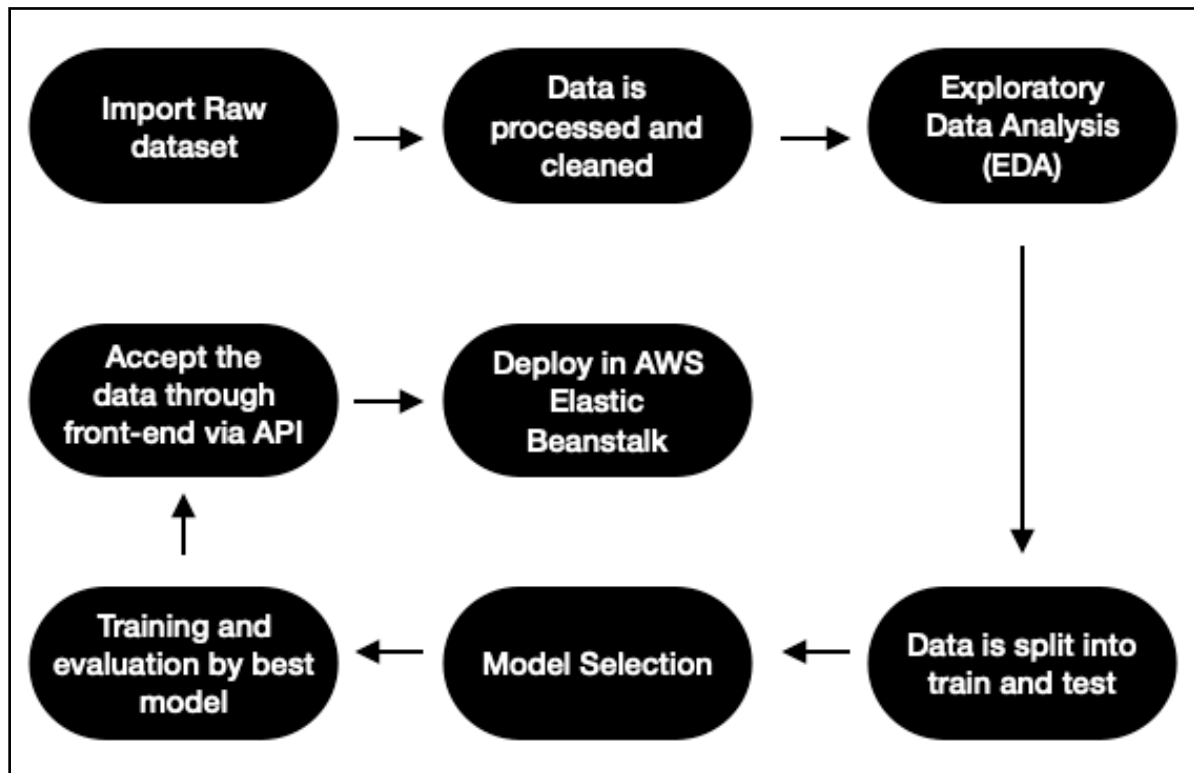 Import Raw
dataset
Data is
processed and
cleaned
Exploratory
Data Analysis
(EDA)
Data is split into
train and test
Model Selection
Training and
evaluation by best
model
Accept the
data through
front-end via API
Deploy in AWS
Elastic
Beanstalk